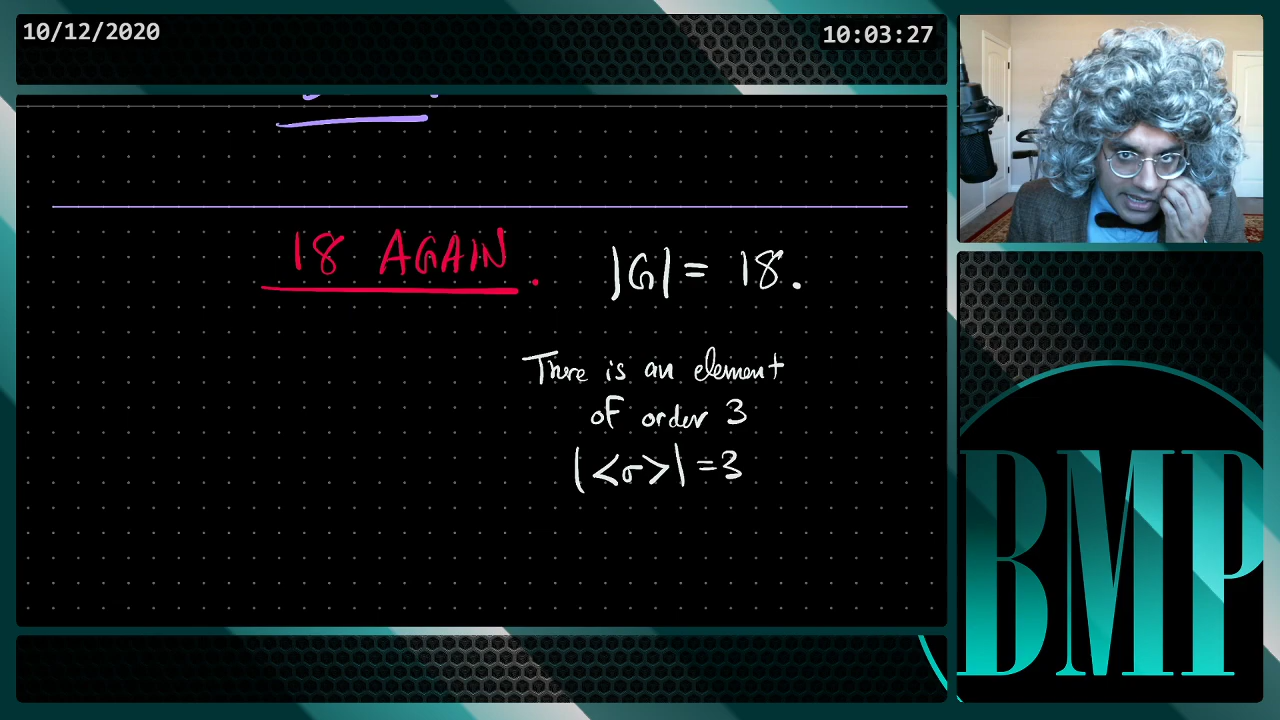 10/12/2020
10:03:27
18 AGAIN. |G| = 18.
There is an element
of order 3
|<σ>| = 3
BMP